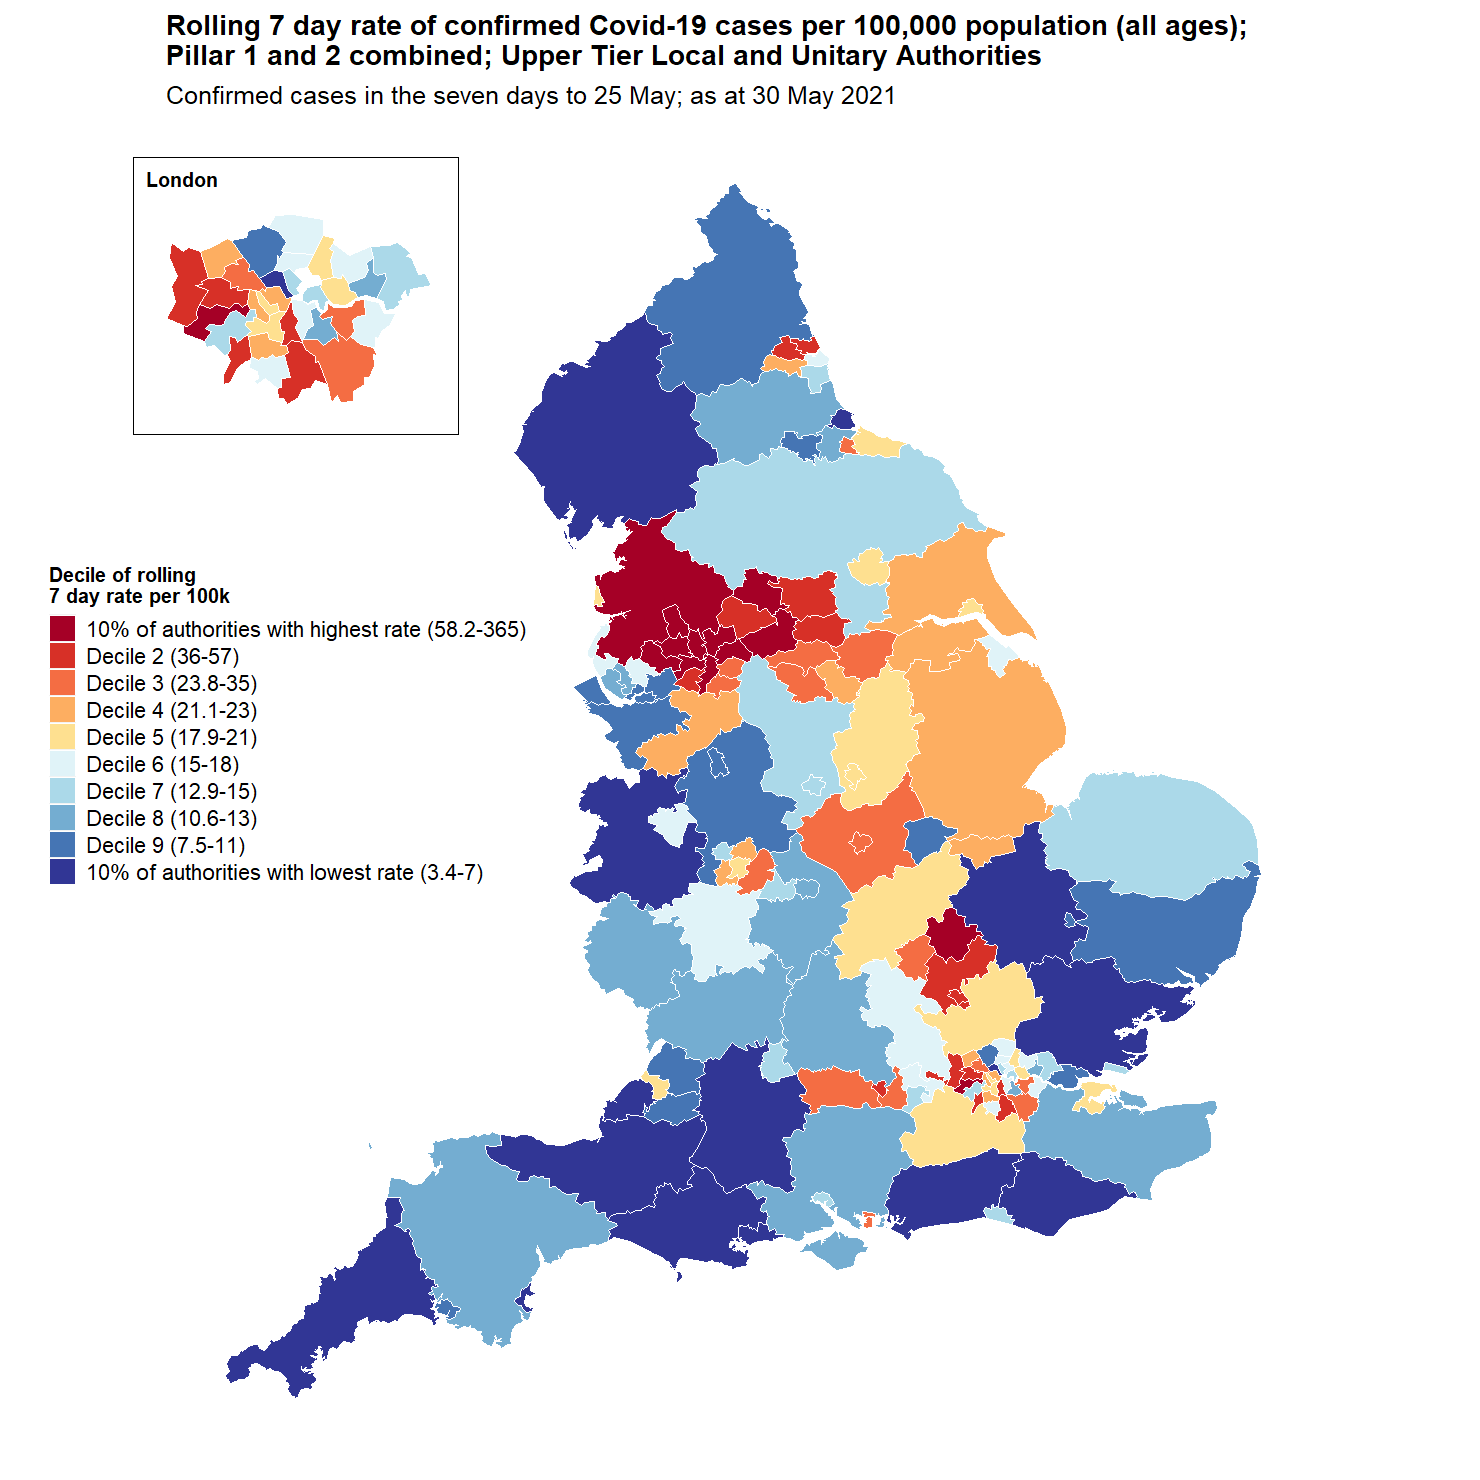 Rolling 7 day rate of confirmed Covid-19 cases per 100,000 population (all ages);
Pillar 1 and 2 combined; Upper Tier Local and Unitary Authorities
Confirmed cases in the seven days to 25 May; as at 30 May 2021
London
Decile of rolling
7 day rate per 100k
10% of authorities with highest rate (58.2-365)
Decile 2 (36-57)
Decile 3 (23.8-35)
Decile 4 (21.1-23)
Decile 5 (17.9-21)
Decile 6 (15-18)
Decile 7 (12.9-15)
Decile 8 (10.6-13)
Decile 9 (7.5-11)
10% of authorities with lowest rate (3.4-7)